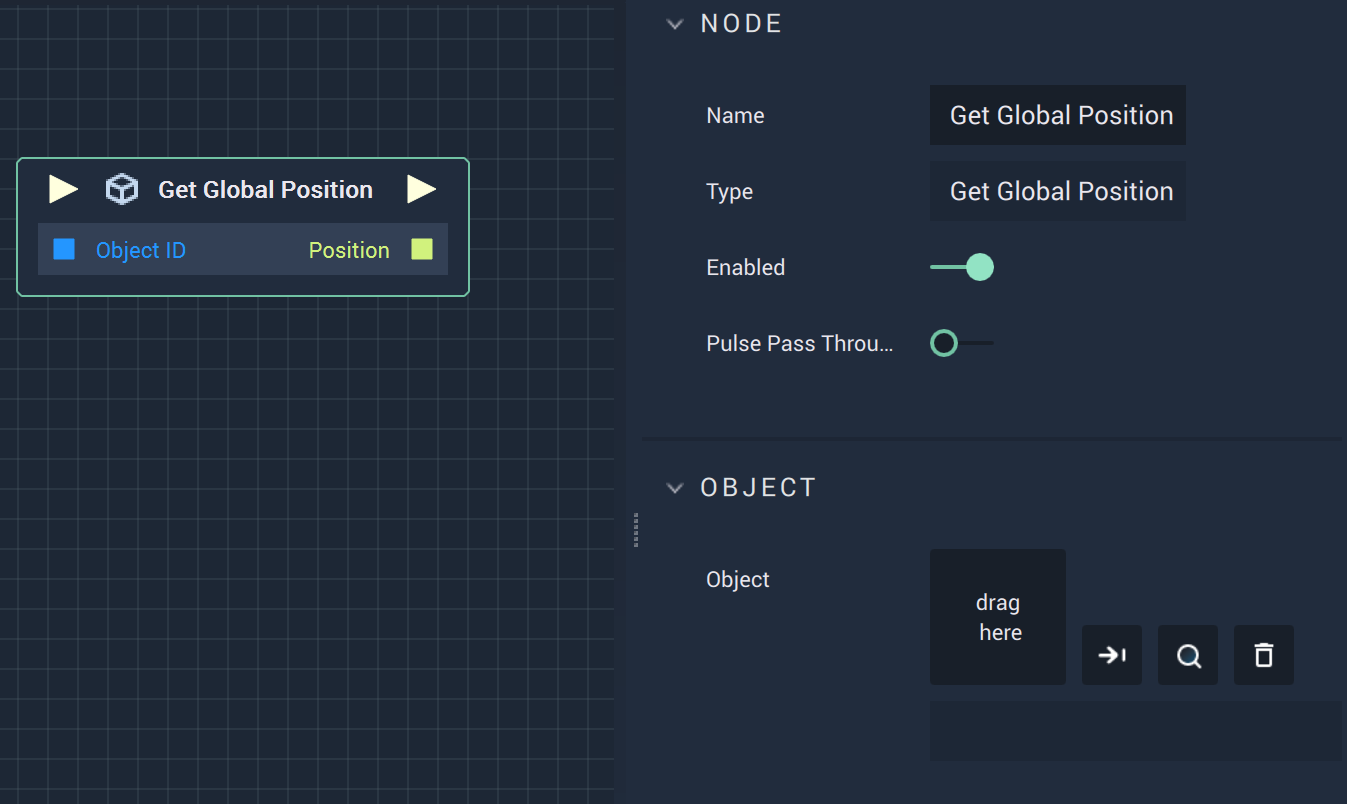 Get Global Position
Object ID
Position
NODE
Name
Get Global Position
Type
Get Global Position
Enabled
Pulse Pass Throu...
OBJECT
Object
drag
here